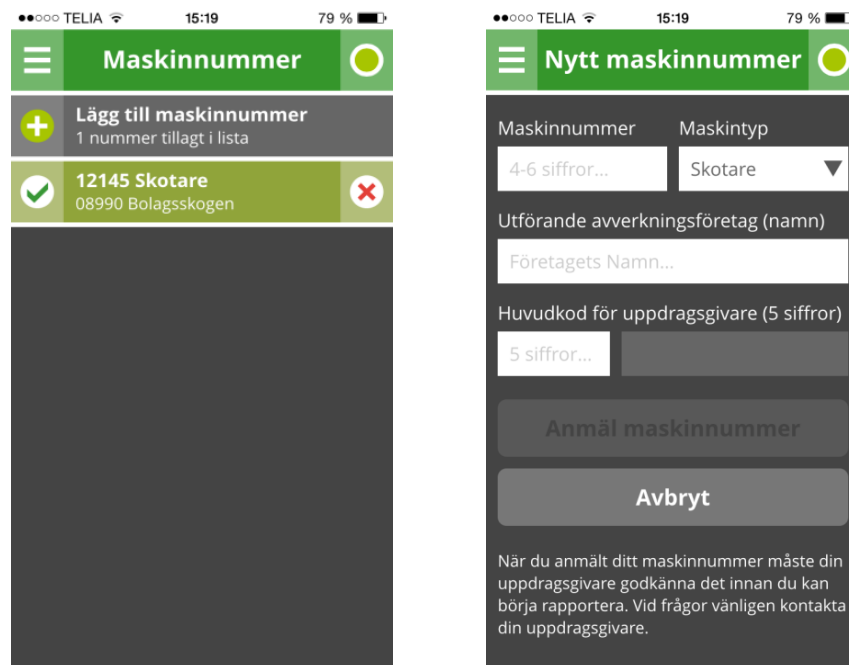 TELIA 15:19 79 %
Maskinnummer
Lägg till maskinnummer
1 nummer tillagt i lista
12145 Skotare
08990 Bolagsskogen
TELIA 15:19 79 %
Nytt maskinnummer
Maskinnummer Maskintyp
4-6 siffror... Skotare
Utförande avverkningsföretag (namn)
Företagets Namn...
Huvudkod för uppdragsgivare (5 siffror)
5 siffror...
Anmäl maskinnummer
Avbryt
När du anmält ditt maskinnummer måste din
uppdragsgivare godkänna det innan du kan
börja rapportera. Vid frågor vänligen kontakta
din uppdragsgivare.